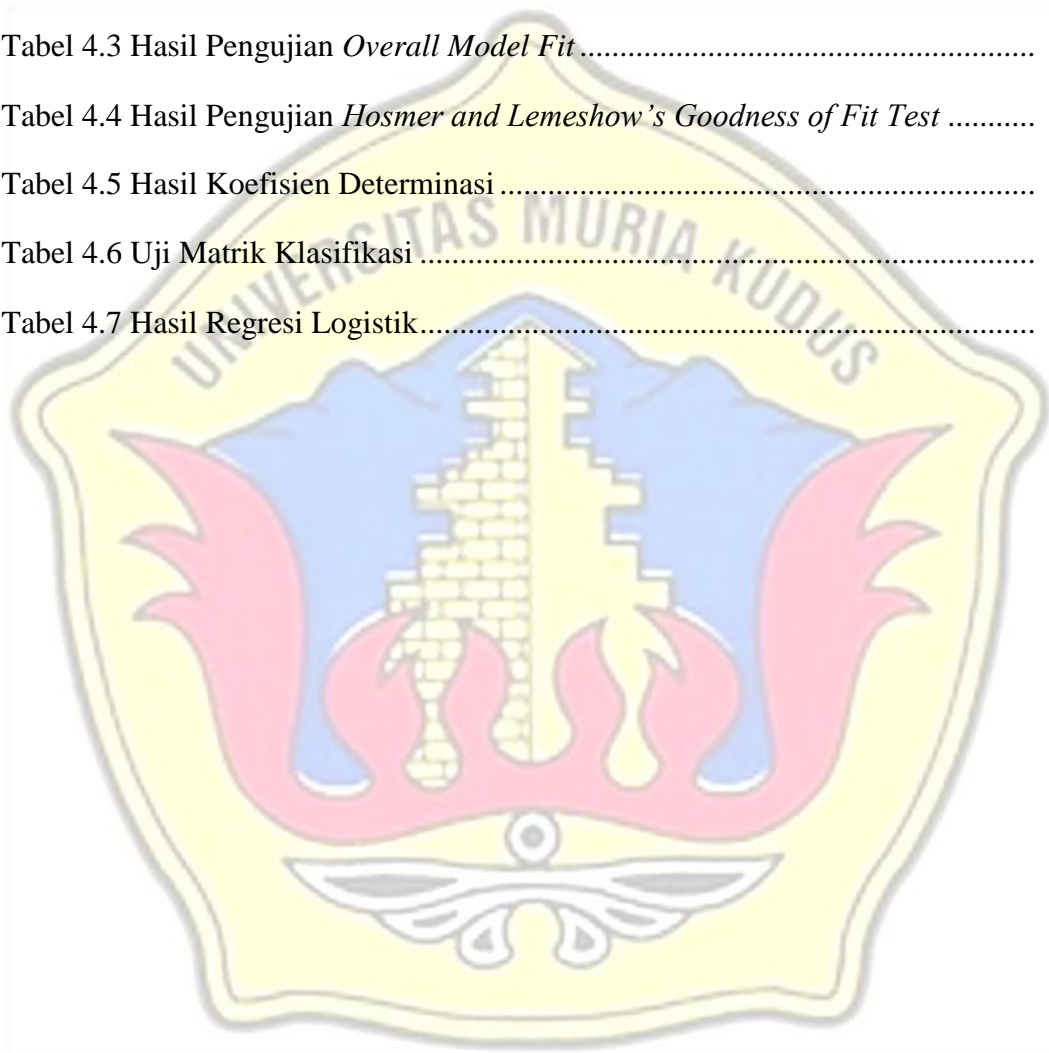 Tabel 4.3 Hasil Pengujian Overall Model Fit ........................................................
Tabel 4.4 Hasil Pengujian Hosmer and Lemeshow’s Goodness of Fit Test ...........
Tabel 4.5 Hasil Koefisien Determinasi ..................................................................
Tabel 4.6 Uji Matrik Klasifikasi ............................................................................
Tabel 4.7 Hasil Regresi Logistik............................................................................
UNIVERSITAS MURIA KUDUS